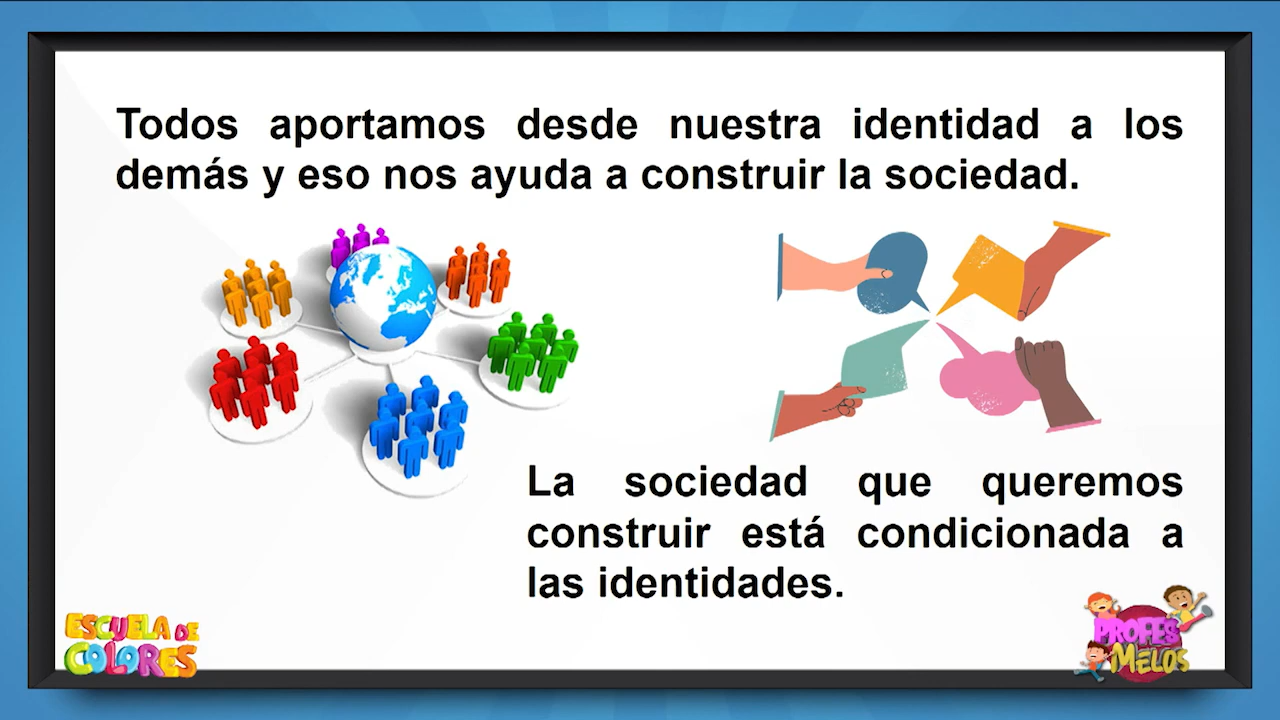 Todos aportamos desde nuestra identidad a los
demás y eso nos ayuda a construir la sociedad.
La sociedad que queremos
construir está condicionada a
las identidades.
ESCUELA DE
COLORES
PROFES
MELOS